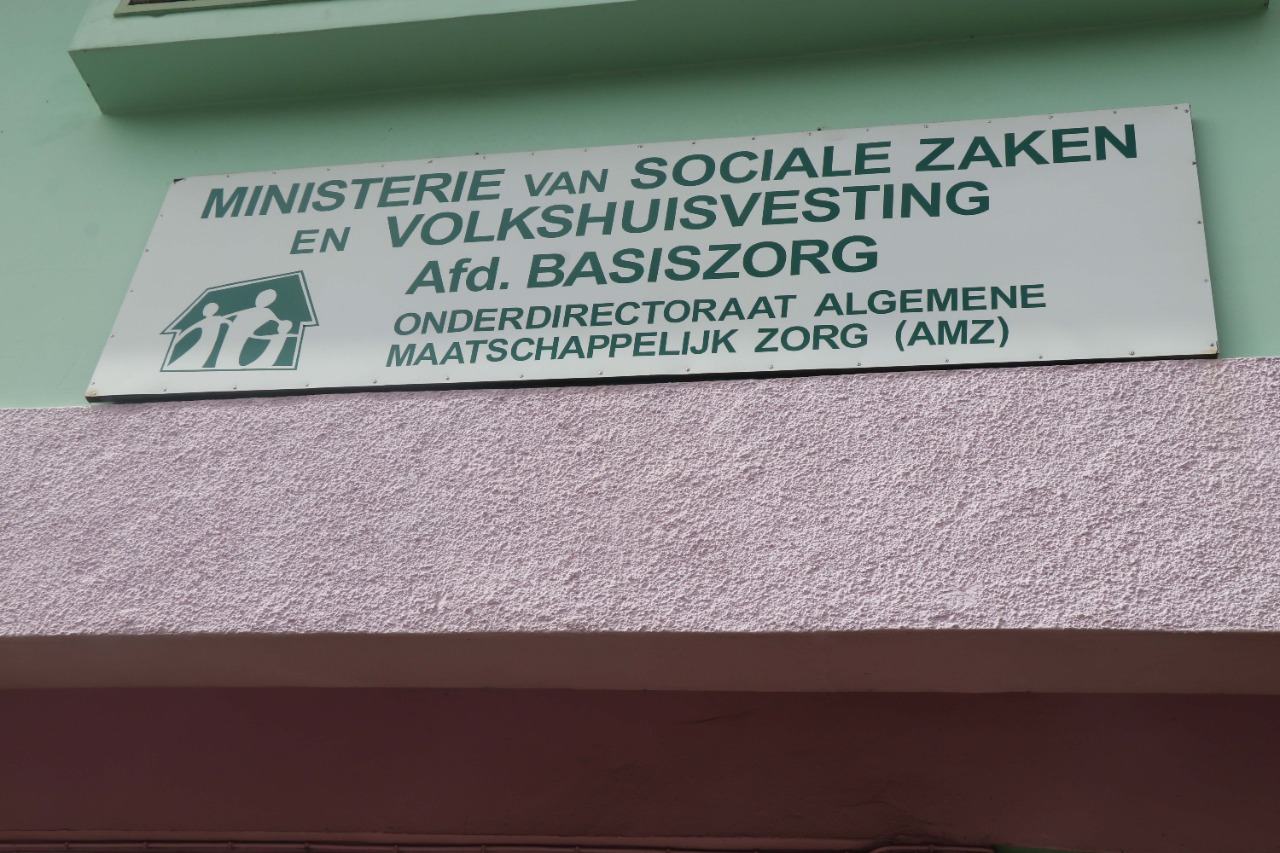 MINISTERIE VAN SOCIALE ZAKEN
EN VOLKSHUISVESTING
Afd. BASISZORG
ONDERDIRECTORAAT ALGEMENE
MAATSCHAPPELIJK ZORG (AMZ)